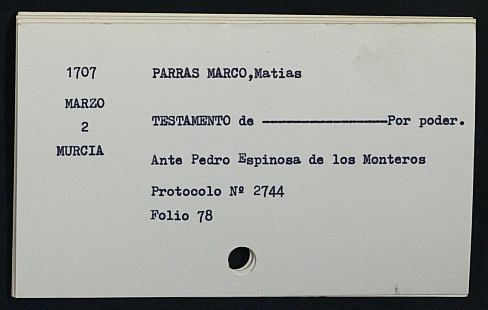 1707
PARRAS MARCO,Matias
MARZO
2
TESTAMENTO de ————————————Por poder.
MURCIA
Ante Pedro Espinosa de los Monteros
Protocolo Nº 2744
Folio 78